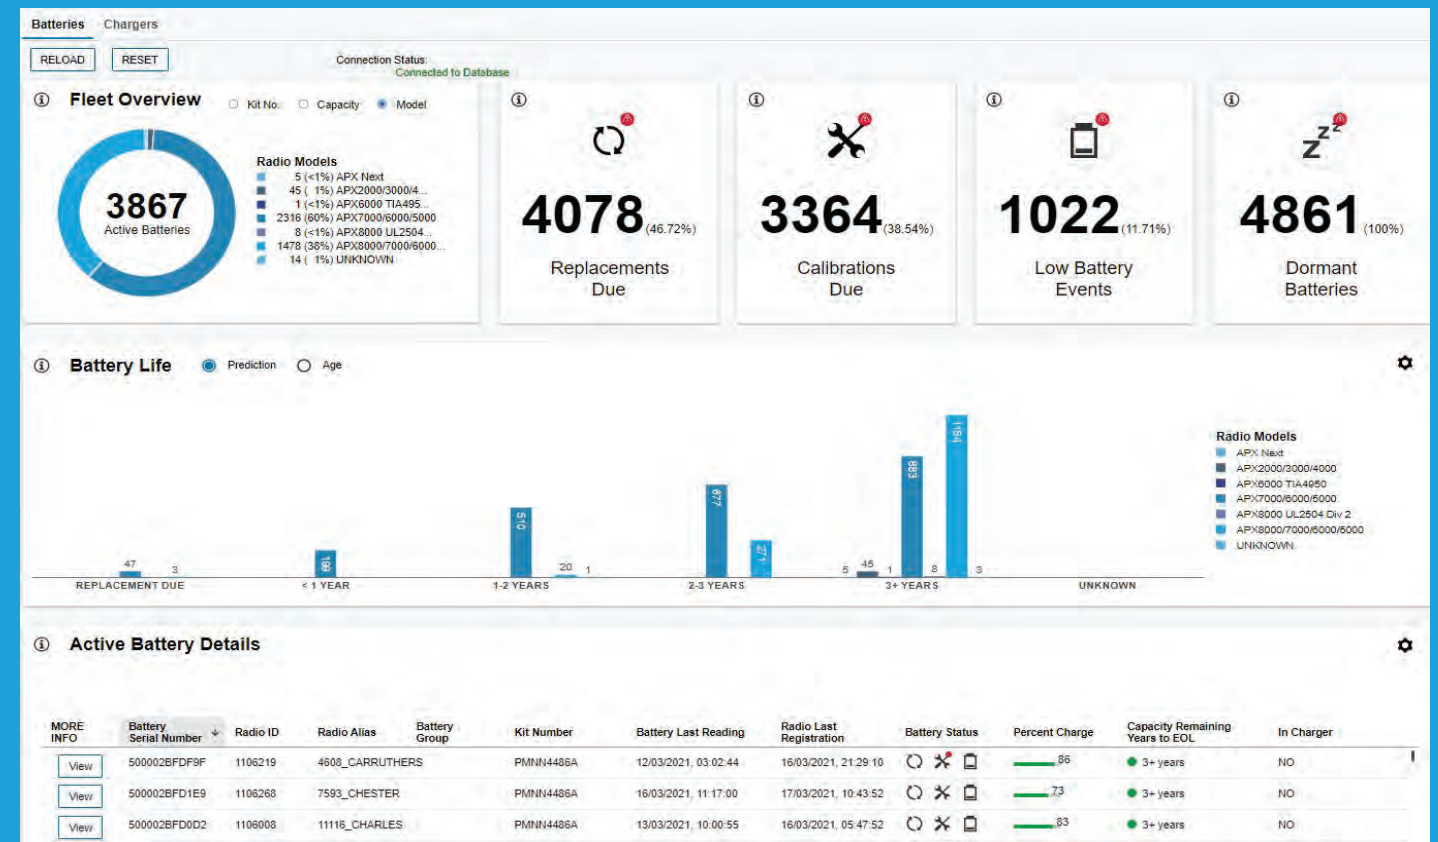 Batteries Chargers
RELOAD RESET Connection Status:
Connected to Database
Fleet Overview Kit No. Capacity Model
3867
Active Batteries
Radio Models
5 (<1%) APX Next
45 ( 1%) APX2000/3000/4...
1 (<1%) APX6000 TIA495...
2316 (60%) APX7000/6000/5000
8 (<1%) APX8000 UL2504...
1478 (38%) APX8000/7000/6000...
14 ( 1%) UNKNOWN
4078 (46.72%)
Replacements
Due
3364 (38.54%)
Calibrations
Due
1022 (11.71%)
Low Battery
Events
zzz
4861 (100%)
Dormant
Batteries
Battery Life Prediction Age
47 3
199
510 20 1
677 271
5 45 1 883 8 1184 3
REPLACEMENT DUE < 1 YEAR 1-2 YEARS 2-3 YEARS 3+ YEARS UNKNOWN
Radio Models
APX Next
APX2000/3000/4000
APX6000 TIA4950
APX7000/6000/5000
APX8000 UL2504 Div 2
APX8000/7000/6000/5000
UNKNOWN
Active Battery Details
MORE INFO Battery Serial Number Radio ID Radio Alias Battery Group Kit Number Battery Last Reading Radio Last Registration Battery Status Percent Charge Capacity Remaining Years to EOL In Charger
View 500002BFDF9F 1106219 4608_CARRUTHERS PMNN4486A 12/03/2021, 03:02:44 16/03/2021, 21:29:10 86 3+ years NO
View 500002BFD1E9 1106268 7593_CHESTER PMNN4486A 16/03/2021, 11:17:00 17/03/2021, 10:43:52 73 3+ years NO
View 500002BFD0D2 1106008 11116_CHARLES PMNN4486A 13/03/2021, 10:00:55 16/03/2021, 05:47:52 83 3+ years NO